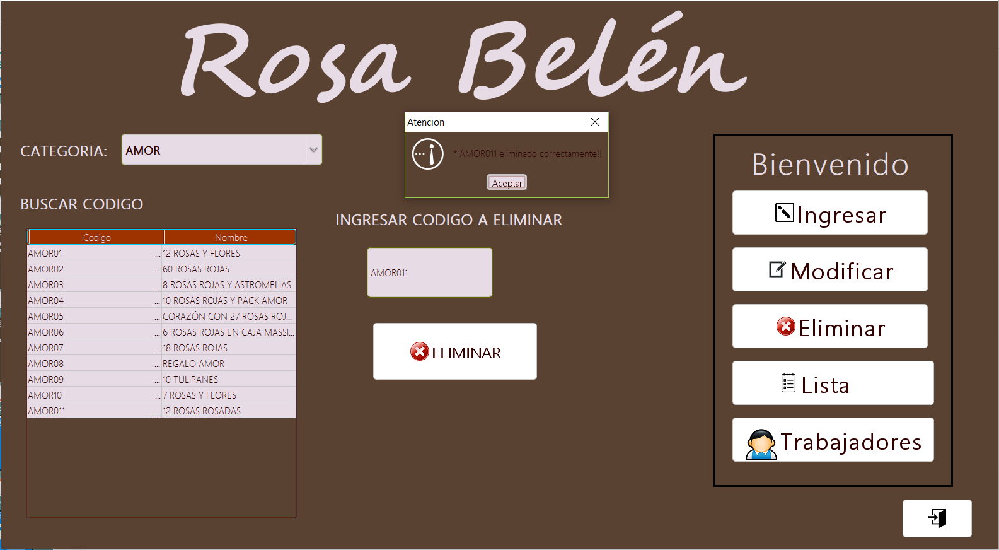 Rosa Belén
Atencion
* AMOR011 eliminado correctamente!!
Aceptar
CATEGORIA: AMOR
BUSCAR CODIGO
Codigo Nombre
AMOR01 ... 12 ROSAS Y FLORES
AMOR02 ... 60 ROSAS ROJAS
AMOR03 ... 8 ROSAS ROJAS Y ASTROMELIAS
AMOR04 ... 10 ROSAS ROJAS Y PACK AMOR
AMOR05 ... CORAZÓN CON 27 ROSAS ROJ...
AMOR06 ... 6 ROSAS ROJAS EN CAJA MASSI...
AMOR07 ... 18 ROSAS ROJAS
AMOR08 ... REGALO AMOR
AMOR09 ... 10 TULIPANES
AMOR10 ... 7 ROSAS Y FLORES
AMOR011 ... 12 ROSAS ROSADAS
INGRESAR CODIGO A ELIMINAR
AMOR011
ELIMINAR
Bienvenido
Ingresar
Modificar
Eliminar
Lista
Trabajadores